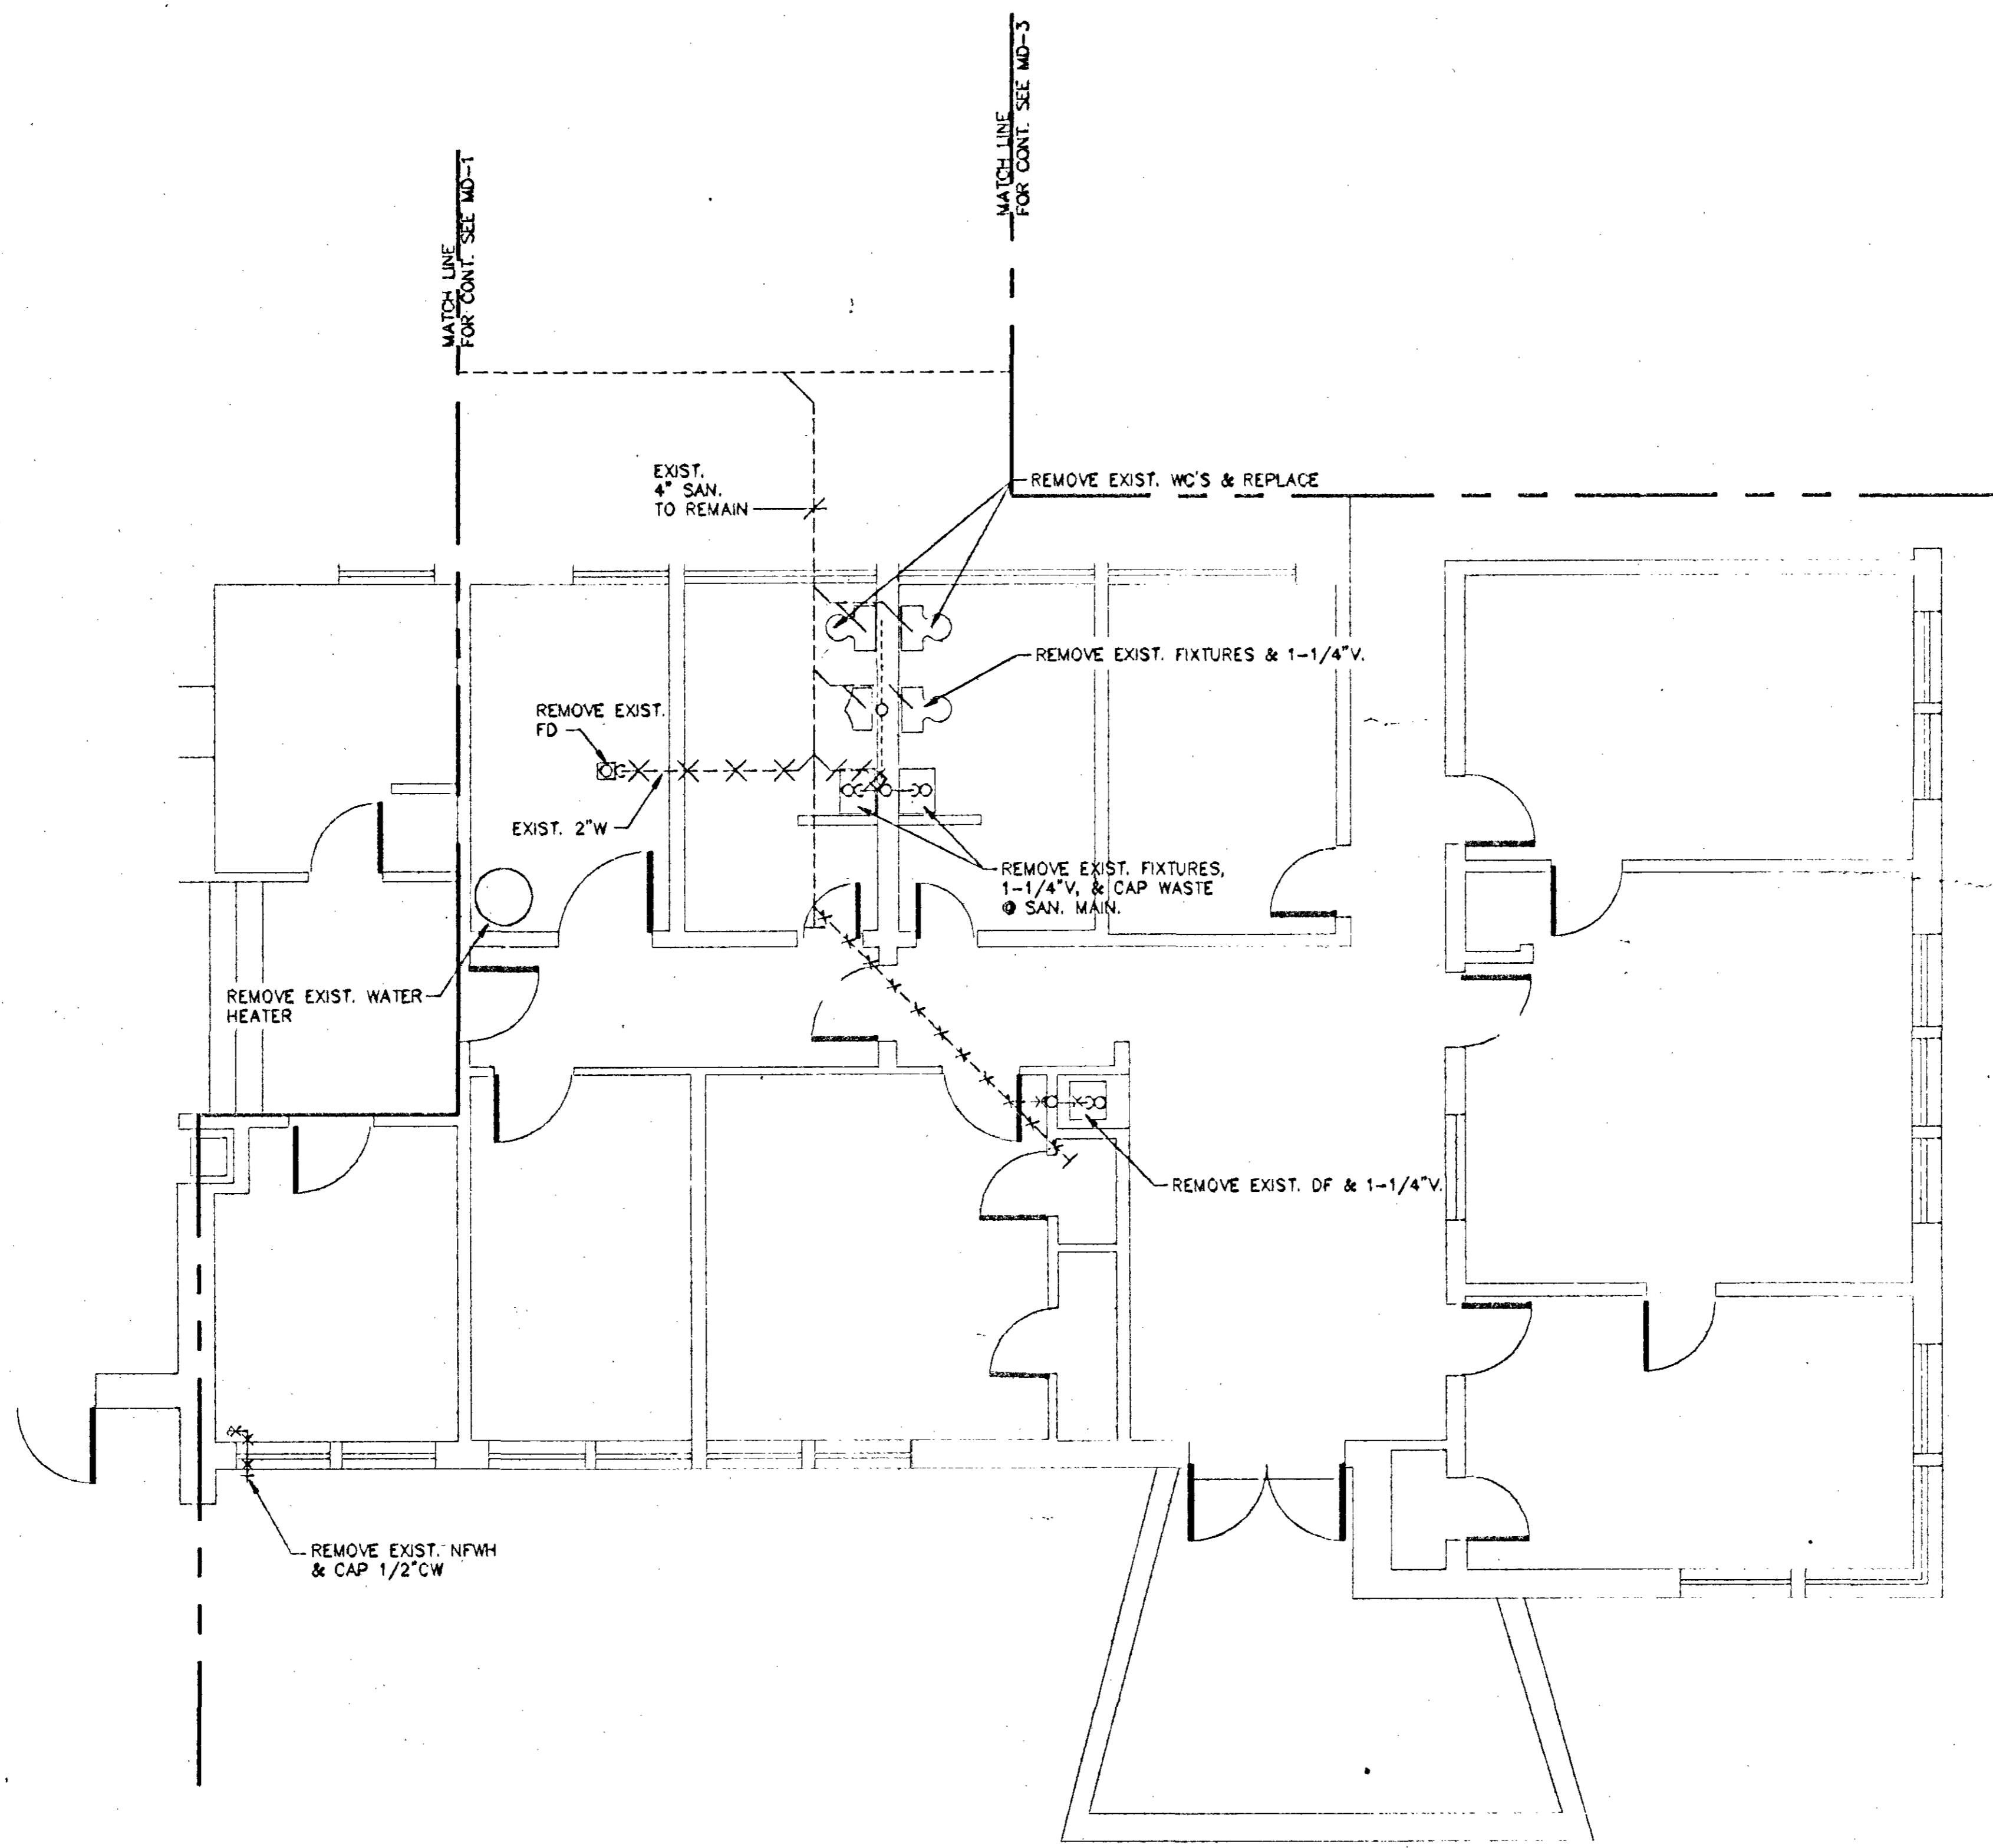 MATCH LINE
FOR CONT. SEE MD-3
MATCH LINE
FOR CONT. SEE MD-1
EXIST.
4" SAN.
TO REMAIN
REMOVE EXIST. WC'S & REPLACE
REMOVE EXIST. FIXTURES & 1-1/4"V.
REMOVE EXIST.
FD
EXIST. 2"W
REMOVE EXIST. FIXTURES,
1-1/4"V, & CAP WASTE
@ SAN. MAIN.
REMOVE EXIST. WATER
HEATER
REMOVE EXIST. DF & 1-1/4"V.
REMOVE EXIST. NFWH
& CAP 1/2"CW